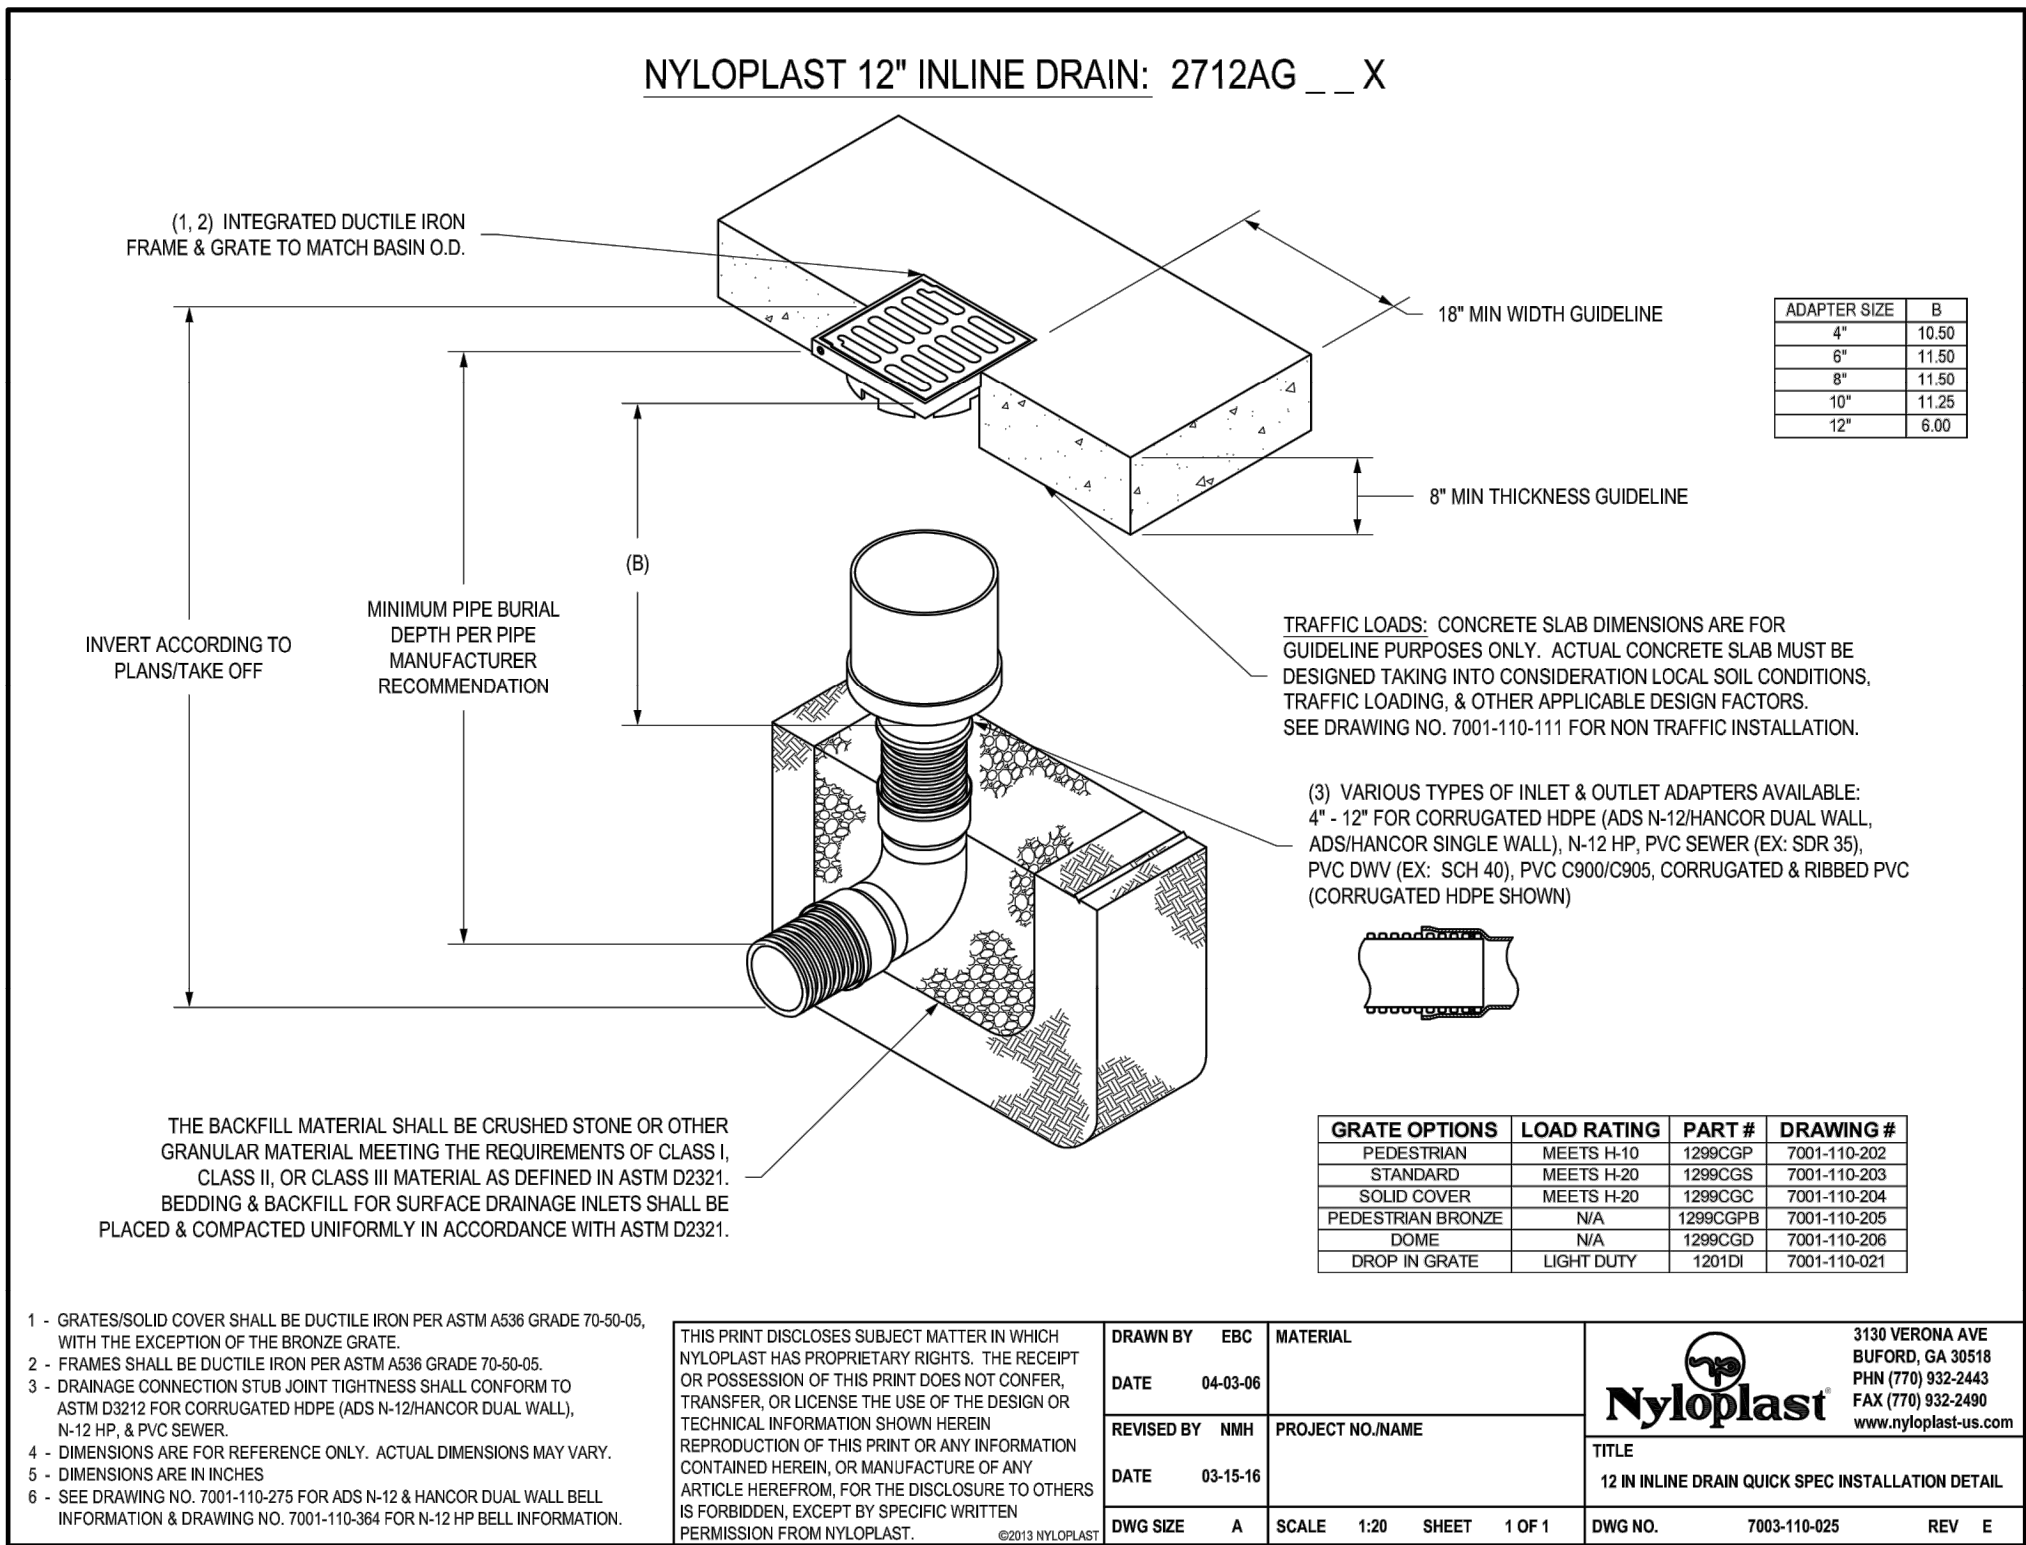 NYLOPLAST 12" INLINE DRAIN: 2712AG _ _ X
(1, 2) INTEGRATED DUCTILE IRON
FRAME & GRATE TO MATCH BASIN O.D.
18" MIN WIDTH GUIDELINE
ADAPTER SIZE B
4" 10.50
6" 11.50
8" 11.50
10" 11.25
12" 6.00
8" MIN THICKNESS GUIDELINE
(B)
MINIMUM PIPE BURIAL
DEPTH PER PIPE
MANUFACTURER
RECOMMENDATION
INVERT ACCORDING TO
PLANS/TAKE OFF
TRAFFIC LOADS: CONCRETE SLAB DIMENSIONS ARE FOR
GUIDELINE PURPOSES ONLY. ACTUAL CONCRETE SLAB MUST BE
DESIGNED TAKING INTO CONSIDERATION LOCAL SOIL CONDITIONS,
TRAFFIC LOADING, & OTHER APPLICABLE DESIGN FACTORS.
SEE DRAWING NO. 7001-110-111 FOR NON TRAFFIC INSTALLATION.
(3) VARIOUS TYPES OF INLET & OUTLET ADAPTERS AVAILABLE:
4" - 12" FOR CORRUGATED HDPE (ADS N-12/HANCOR DUAL WALL,
ADS/HANCOR SINGLE WALL), N-12 HP, PVC SEWER (EX: SDR 35),
PVC DWV (EX: SCH 40), PVC C900/C905, CORRUGATED & RIBBED PVC
(CORRUGATED HDPE SHOWN)
THE BACKFILL MATERIAL SHALL BE CRUSHED STONE OR OTHER
GRANULAR MATERIAL MEETING THE REQUIREMENTS OF CLASS I,
CLASS II, OR CLASS III MATERIAL AS DEFINED IN ASTM D2321.
BEDDING & BACKFILL FOR SURFACE DRAINAGE INLETS SHALL BE
PLACED & COMPACTED UNIFORMLY IN ACCORDANCE WITH ASTM D2321.
GRATE OPTIONS LOAD RATING PART # DRAWING #
PEDESTRIAN MEETS H-10 1299CGP 7001-110-202
STANDARD MEETS H-20 1299CGS 7001-110-203
SOLID COVER MEETS H-20 1299CGC 7001-110-204
PEDESTRIAN BRONZE N/A 1299CGPB 7001-110-205
DOME N/A 1299CGD 7001-110-206
DROP IN GRATE LIGHT DUTY 1201DI 7001-110-021
1 - GRATES/SOLID COVER SHALL BE DUCTILE IRON PER ASTM A536 GRADE 70-50-05,
WITH THE EXCEPTION OF THE BRONZE GRATE.
2 - FRAMES SHALL BE DUCTILE IRON PER ASTM A536 GRADE 70-50-05.
3 - DRAINAGE CONNECTION STUB JOINT TIGHTNESS SHALL CONFORM TO
ASTM D3212 FOR CORRUGATED HDPE (ADS N-12/HANCOR DUAL WALL),
N-12 HP, & PVC SEWER.
4 - DIMENSIONS ARE FOR REFERENCE ONLY. ACTUAL DIMENSIONS MAY VARY.
5 - DIMENSIONS ARE IN INCHES
6 - SEE DRAWING NO. 7001-110-275 FOR ADS N-12 & HANCOR DUAL WALL BELL
INFORMATION & DRAWING NO. 7001-110-364 FOR N-12 HP BELL INFORMATION.
THIS PRINT DISCLOSES SUBJECT MATTER IN WHICH
NYLOPLAST HAS PROPRIETARY RIGHTS. THE RECEIPT
OR POSSESSION OF THIS PRINT DOES NOT CONFER,
TRANSFER, OR LICENSE THE USE OF THE DESIGN OR
TECHNICAL INFORMATION SHOWN HEREIN
REPRODUCTION OF THIS PRINT OR ANY INFORMATION
CONTAINED HEREIN, OR MANUFACTURE OF ANY
ARTICLE HEREFROM, FOR THE DISCLOSURE TO OTHERS
IS FORBIDDEN, EXCEPT BY SPECIFIC WRITTEN
PERMISSION FROM NYLOPLAST.
©2013 NYLOPLAST
DRAWN BY EBC
DATE 04-03-06
REVISED BY NMH
DATE 03-15-16
DWG SIZE A
MATERIAL
PROJECT NO./NAME
SCALE 1:20 SHEET 1 OF 1
Nyloplast®
3130 VERONA AVE
BUFORD, GA 30518
PHN (770) 932-2443
FAX (770) 932-2490
www.nyloplast-us.com
TITLE
12 IN INLINE DRAIN QUICK SPEC INSTALLATION DETAIL
DWG NO. 7003-110-025 REV E